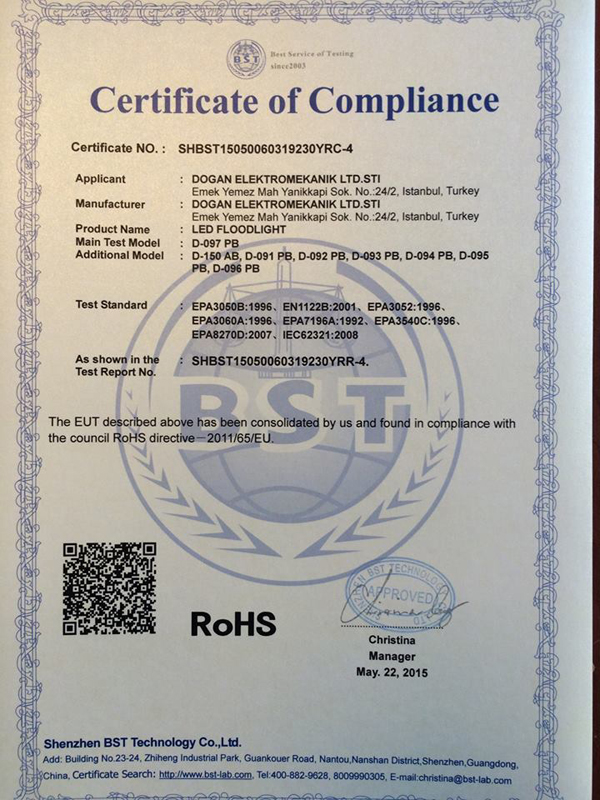 BST
Best Service of Testing
since2003
Certificate of Compliance
Certificate NO. : SHBST15050060319230YRC-4
Applicant : DOGAN ELEKTROMEKANIK LTD.STI
Emek Yemez Mah Yanikkapi Sok. No.:24/2, Istanbul, Turkey
Manufacturer : DOGAN ELEKTROMEKANIK LTD.STI
Emek Yemez Mah Yanikkapi Sok. No.:24/2, Istanbul, Turkey
Product Name : LED FLOODLIGHT
Main Test Model : D-097 PB
Additional Model : D-150 AB, D-091 PB, D-092 PB, D-093 PB, D-094 PB, D-095
PB, D-096 PB
Test Standard : EPA3050B:1996、EN1122B:2001、EPA3052:1996、
EPA3060A:1996、EPA7196A:1992、EPA3540C:1996、
EPA8270D:2007、IEC62321:2008
As shown in the : SHBST15050060319230YRR-4.
Test Report No.
BST
The EUT described above has been consolidated by us and found in compliance with
the council RoHS directive－2011/65/EU.
BST TECHNOLOGY
APPROVED
RoHS
Christina
Manager
May. 22, 2015
Shenzhen BST Technology Co.,Ltd.
Add: Building No.23-24, Zhiheng Industrial Park, Guankouer Road, Nantou,Nanshan District,Shenzhen,Guangdong,
China, Certificate Search: http://www.bst-lab.com, Tel:400-882-9628, 8009990305, E-mail:christina@bst-lab.com